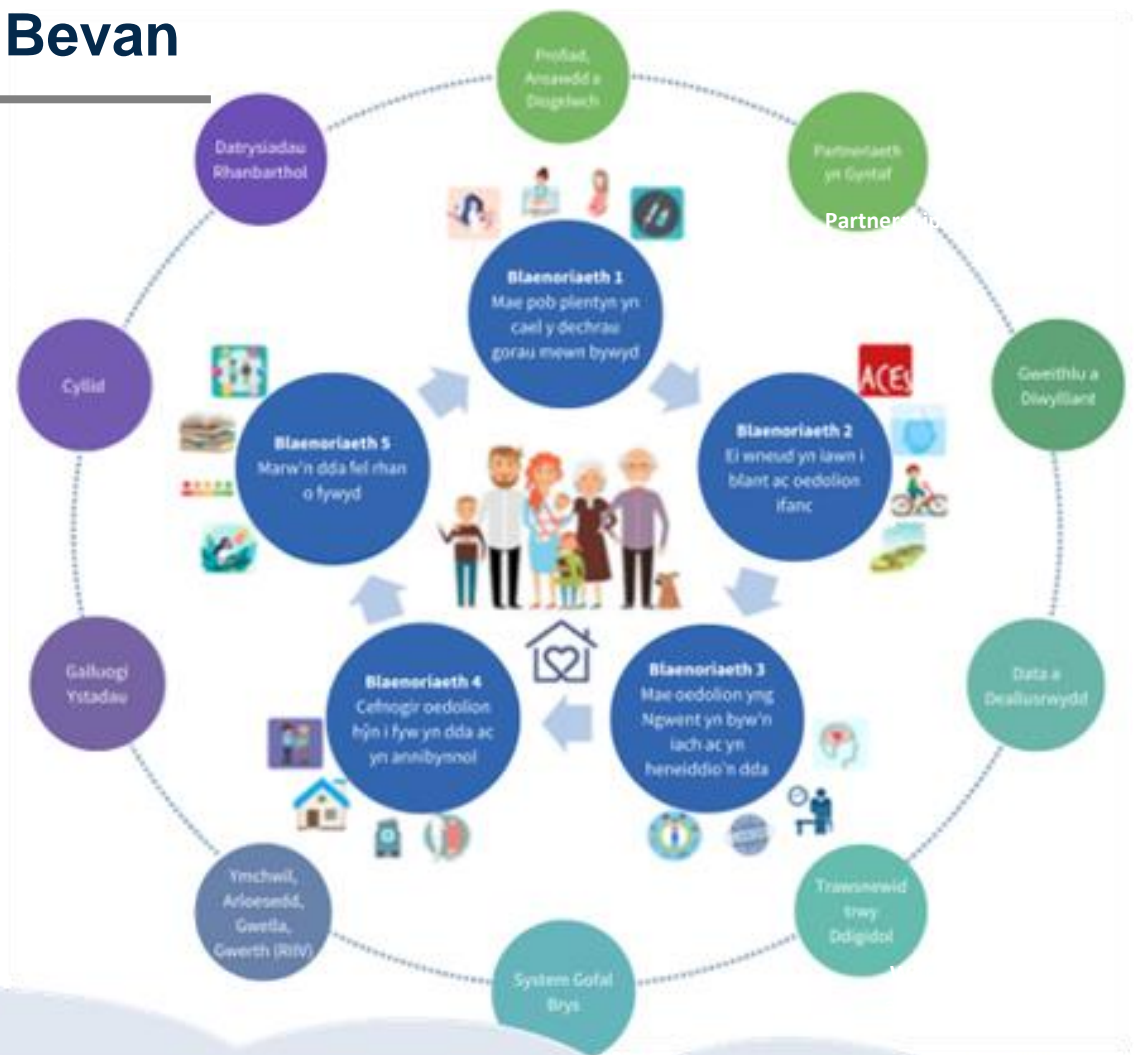 Bevan
Profiad,
Ansawdd a
Diogelwch
Partneriaeth
yn Gyntaf
Partner
Gweithlu a
Diwylliant
Data a
Deallusrwydd
Trawsnewid
trwy
Ddigidol
System Gofal
Brys
Ymchwil,
Arloesedd,
Gwella,
Gwerth (RIIV)
Galluogi
Ystadau
Cyllid
Datrysiadau
Rhanbarthol
Blaenoriaeth 1
Mae pob plentyn yn
cael y dechrau
gorau mewn bywyd
ACEs
Blaenoriaeth 2
Ei wneud yn iawn i
blant ac oedolion
ifanc
Blaenoriaeth 3
Mae oedolion yng
Ngwent yn byw'n
iach ac yn
heneiddio'n dda
Blaenoriaeth 4
Cefnogir oedolion
hŷn i fyw yn dda ac
yn annibynnol
Blaenoriaeth 5
Marw'n dda fel rhan
o fywyd